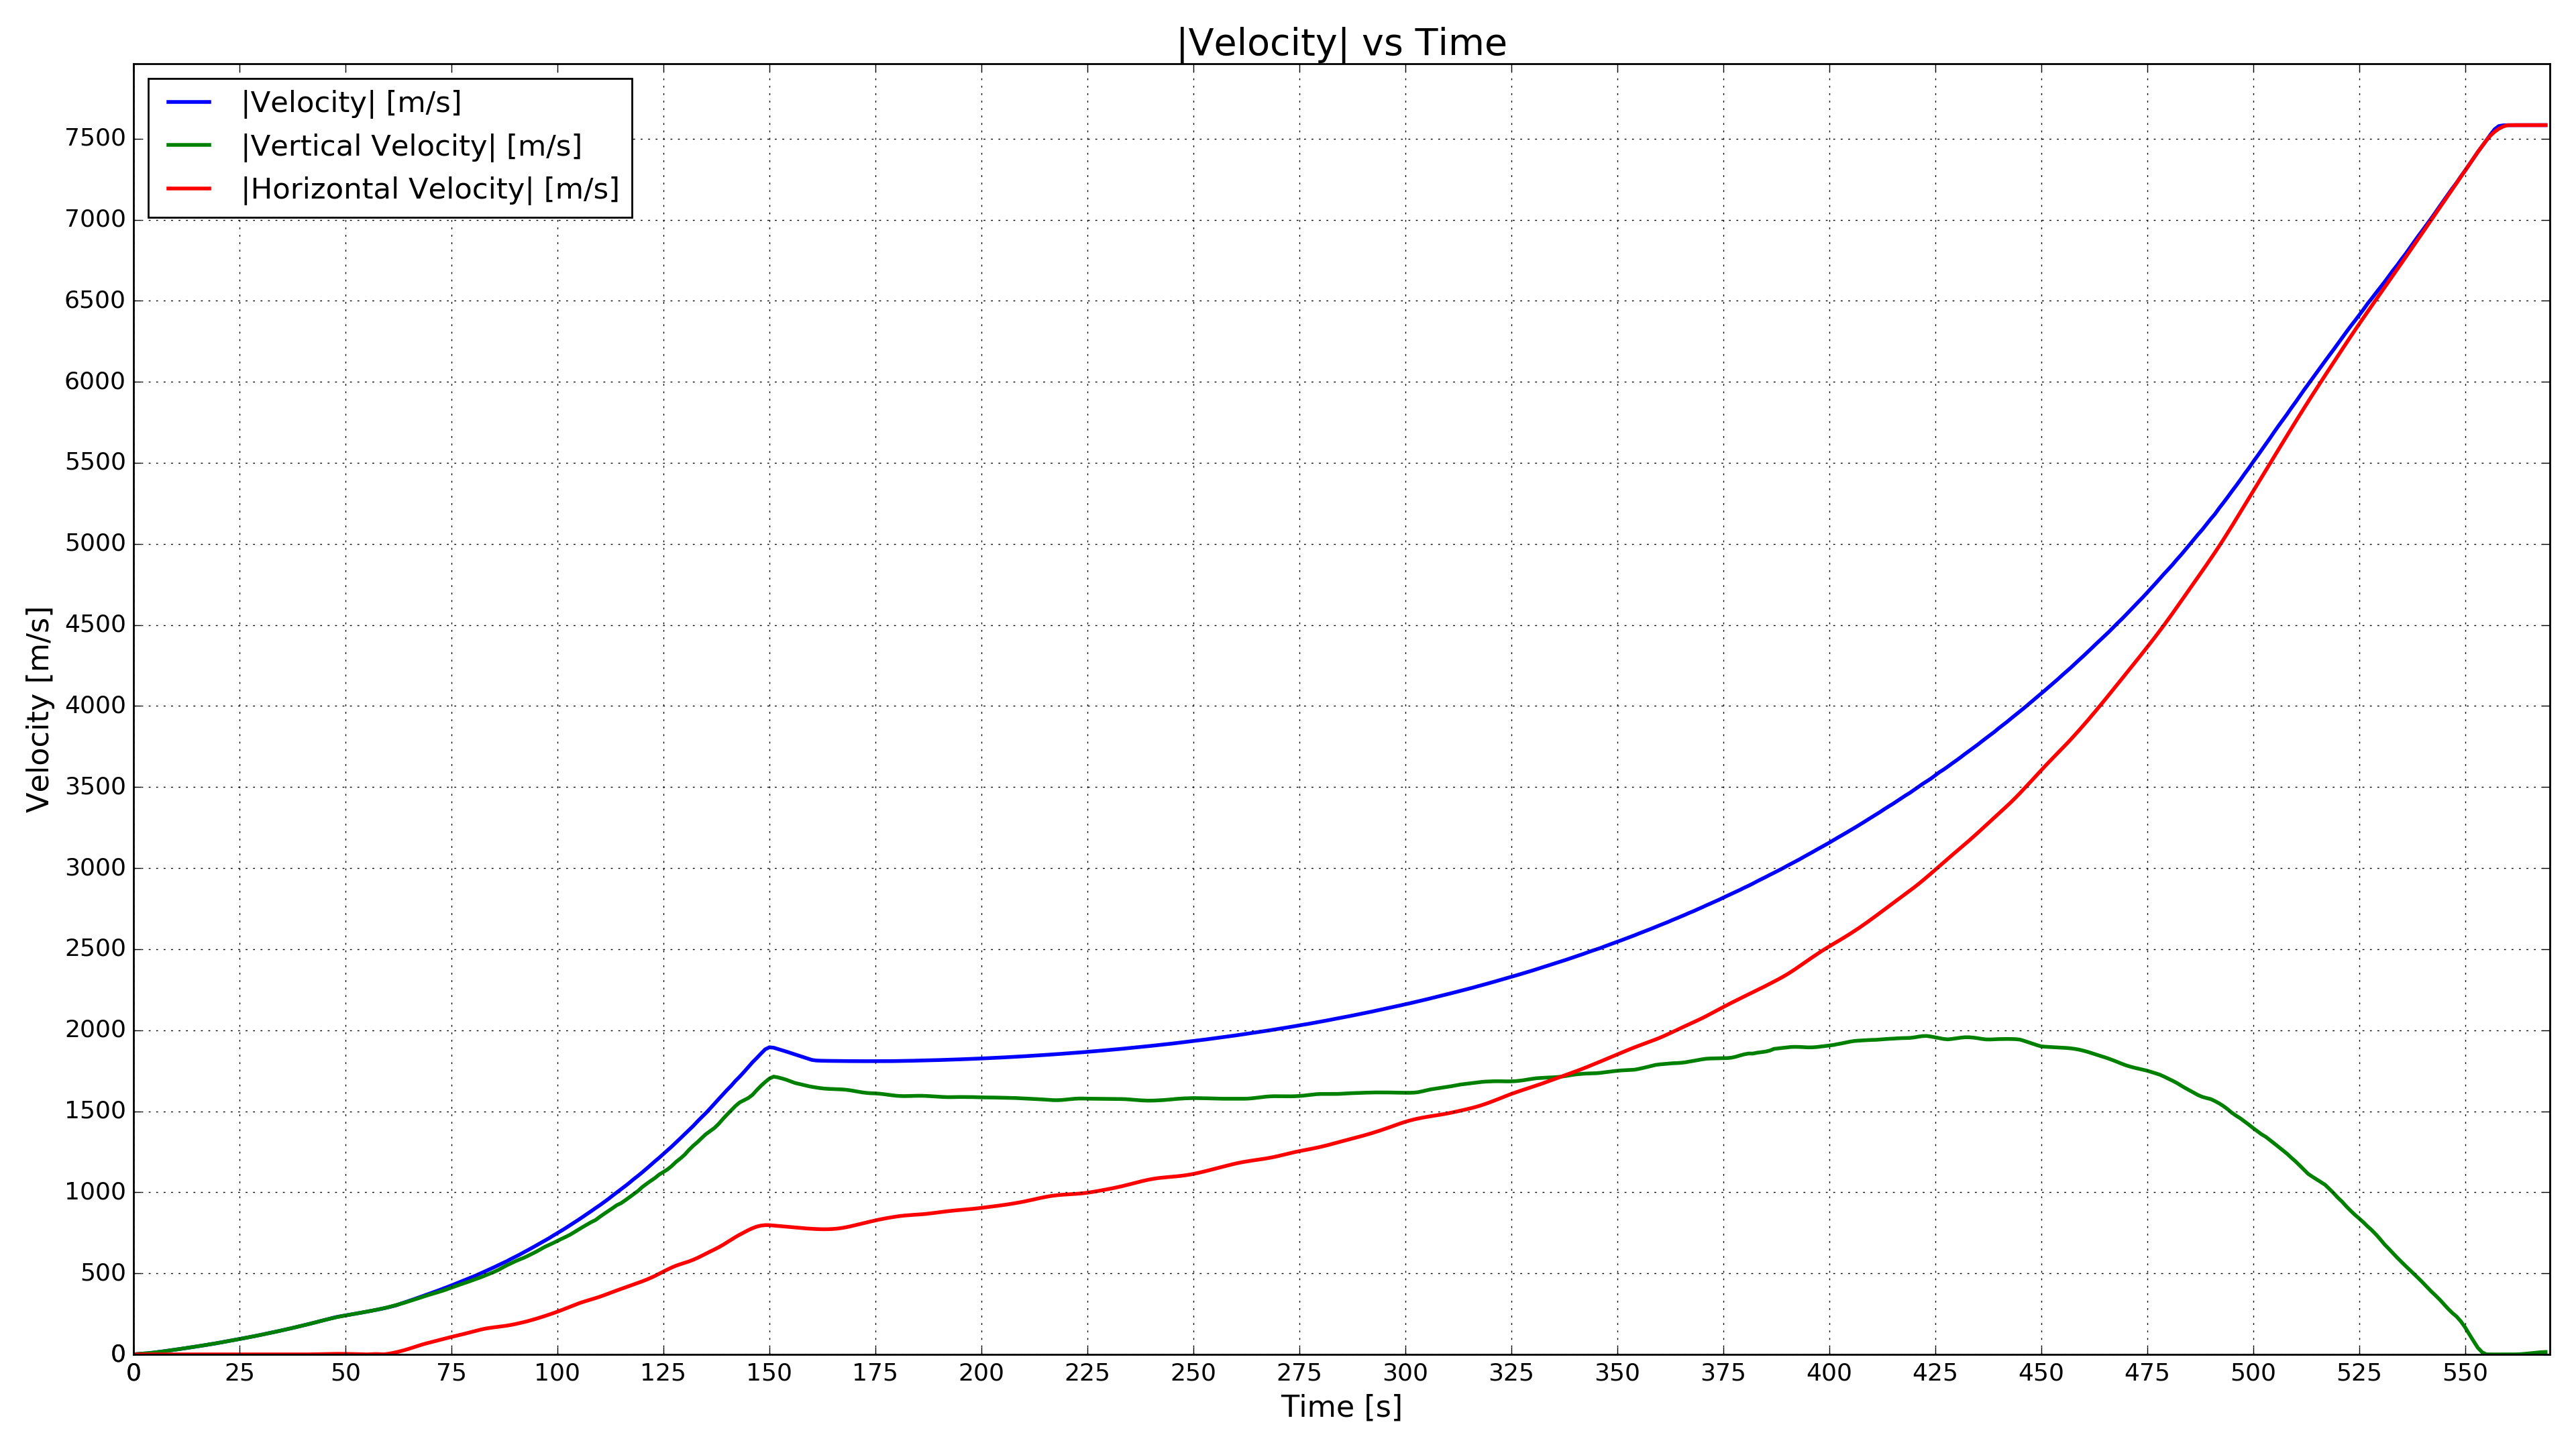 |Velocity| vs Time
|Velocity| [m/s]
|Vertical Velocity| [m/s]
|Horizontal Velocity| [m/s]
7500
7000
6500
6000
5500
5000
4500
4000
3500
3000
2500
2000
1500
1000
500
0
Velocity [m/s]
0 25 50 75 100 125 150 175 200 225 250 275 300 325 350 375 400 425 450 475 500 525 550
Time [s]